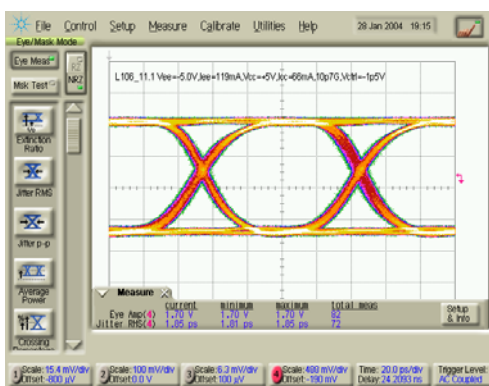 File Control Setup Measure Calibrate Utilities Help 28 Jan 2004 19:15
Eye/Mask Mode
Eye Meas
Msk Test
NRZ
L106_11.1 Vee=-5.0V,Iee=119mA,Vcc=+5V,Icc=66mA,10p7G,Vctrl=-1p5V
Extinction
Ratio
Jitter RMS
Jitter p-p
Average
Power
Crossing
Measure
current minimum maximum total meas
Eye Amp(4) 1.70 V 1.70 V 1.70 V 82
Jitter RMS(4) 1.05 ps 1.01 ps 1.05 ps 72
Setup
& Info
1 Scale: 15.4 mV/div
Offset:-800 µV
2 Scale: 100 mV/div
Offset:0.0 V
3 Scale: 6.3 mV/div
Offset:100 µV
4 Scale: 480 mV/div
Offset:-190 mV
Time: 20.0 ps/div
Delay:24.2093 ns
Trigger Level:
AC Coupled